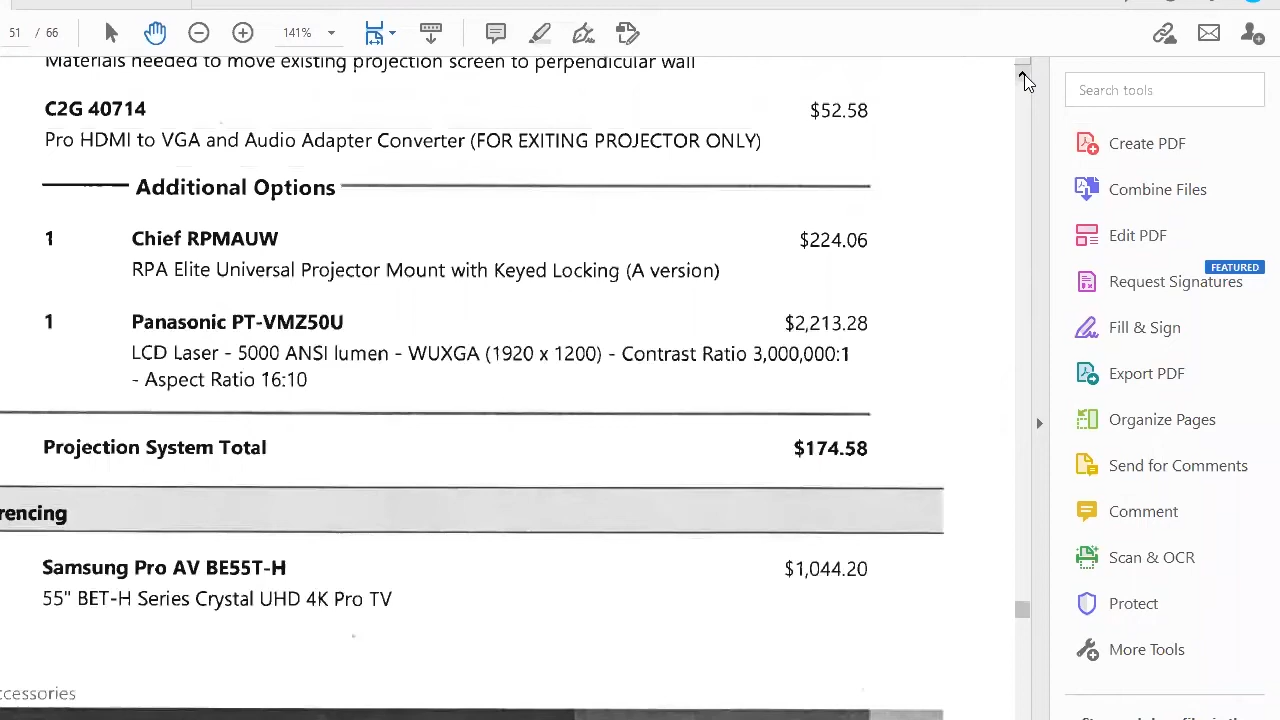 51 / 66
141%
Materials needed to move existing projection screen to perpendicular wall
C2G 40714 $52.58
Pro HDMI to VGA and Audio Adapter Converter (FOR EXITING PROJECTOR ONLY)
Additional Options
1 Chief RPMAUW $224.06
RPA Elite Universal Projector Mount with Keyed Locking (A version)
1 Panasonic PT-VMZ50U $2,213.28
LCD Laser - 5000 ANSI lumen - WUXGA (1920 x 1200) - Contrast Ratio 3,000,000:1
- Aspect Ratio 16:10
Projection System Total $174.58
rencing
Samsung Pro AV BE55T-H $1,044.20
55" BET-H Series Crystal UHD 4K Pro TV
ccessories
Search tools
Create PDF
Combine Files
Edit PDF
FEATURED
Request Signatures
Fill & Sign
Export PDF
Organize Pages
Send for Comments
Comment
Scan & OCR
Protect
More Tools